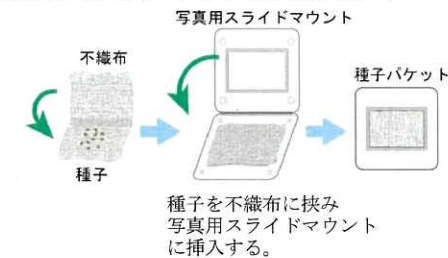 写真用スライドマウント
不織布
種子パケット
種子
種子を不織布に挟み
写真用スライドマウント
に挿入する。